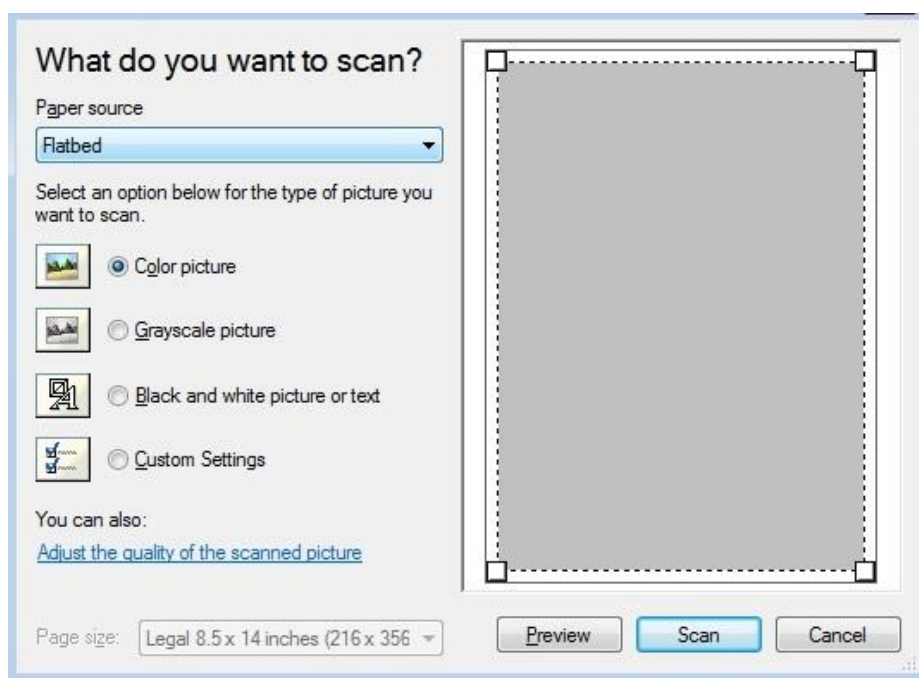 What do you want to scan?
Paper source
Flatbed
Select an option below for the type of picture you
want to scan.
Color picture
Grayscale picture
Black and white picture or text
Custom Settings
You can also:
Adjust the quality of the scanned picture
Page size: Legal 8.5 x 14 inches (216 x 356
Preview Scan Cancel